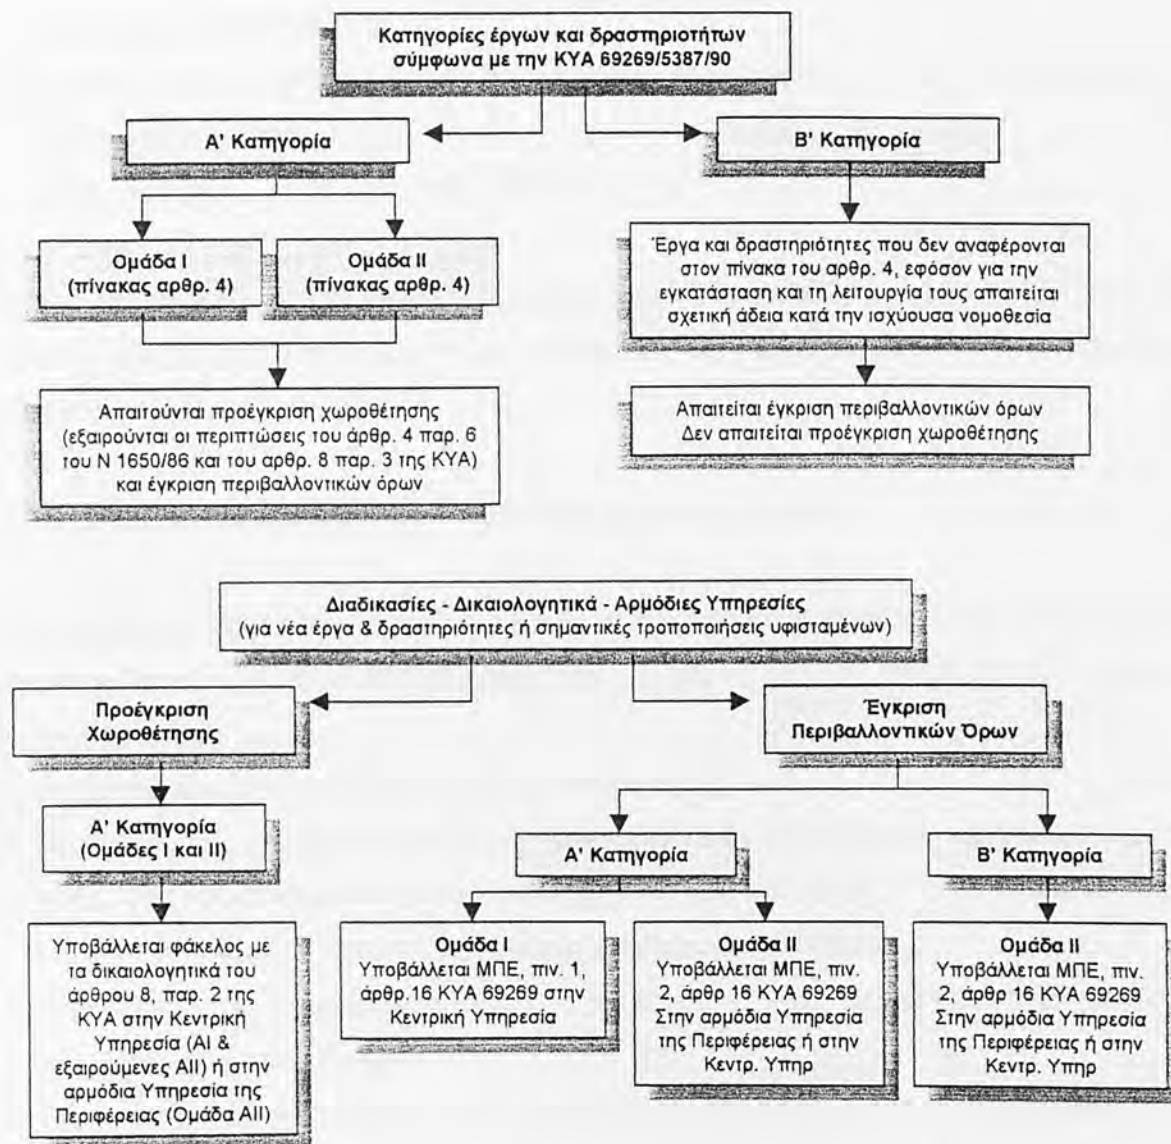 Κατηγορίες έργων και δραστηριοτήτων
σύμφωνα με την ΚΥΑ 69269/5387/90
Α' Κατηγορία
Β' Κατηγορία
Ομάδα Ι
(πίνακας αρθρ. 4)
Ομάδα ΙΙ
(πίνακας αρθρ. 4)
Έργα και δραστηριότητες που δεν αναφέρονται
στον πίνακα του αρθρ. 4, εφόσον για την
εγκατάσταση και τη λειτουργία τους απαιτείται
σχετική άδεια κατά την ισχύουσα νομοθεσία
Απαιτούνται προέγκριση χωροθέτησης
(εξαιρούνται οι περιπτώσεις του άρθρ. 4 παρ. 6
του Ν 1650/86 και του αρθρ. 8 παρ. 3 της ΚΥΑ)
και έγκριση περιβαλλοντικών όρων
Απαιτείται έγκριση περιβαλλοντικών όρων
Δεν απαιτείται προέγκριση χωροθέτησης
Διαδικασίες - Δικαιολογητικά - Αρμόδιες Υπηρεσίες
(για νέα έργα & δραστηριότητες ή σημαντικές τροποποιήσεις υφισταμένων)
Προέγκριση
Χωροθέτησης
Έγκριση
Περιβαλλοντικών Όρων
Α' Κατηγορία
(Ομάδες Ι και ΙΙ)
Α' Κατηγορία
Β' Κατηγορία
Υποβάλλεται φάκελος με
τα δικαιολογητικά του
άρθρου 8, παρ. 2 της
ΚΥΑ στην Κεντρική
Υπηρεσία (ΑΙ &
εξαιρούμενες ΑΙΙ) ή στην
αρμόδια Υπηρεσία της
Περιφέρειας (Ομάδα ΑΙΙ)
Ομάδα Ι
Υποβάλλεται ΜΠΕ, πιν. 1,
άρθρ.16 ΚΥΑ 69269 στην
Κεντρική Υπηρεσία
Ομάδα ΙΙ
Υποβάλλεται ΜΠΕ, πιν.
2, άρθρ 16 ΚΥΑ 69269
Στην αρμόδια Υπηρεσία
της Περιφέρειας ή στην
Κεντρ. Υπηρ
Ομάδα ΙΙ
Υποβάλλεται ΜΠΕ, πιν.
2, άρθρ 16 ΚΥΑ 69269
Στην αρμόδια Υπηρεσία
της Περιφέρειας ή στην
Κεντρ. Υπηρ